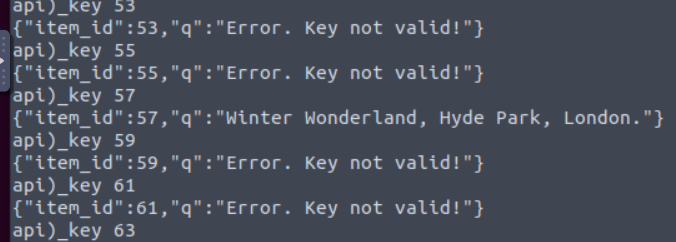 api)_key 53
{"item_id":53,"q":"Error. Key not valid!"}
api)_key 55
{"item_id":55,"q":"Error. Key not valid!"}
api)_key 57
{"item_id":57,"q":"Winter Wonderland, Hyde Park, London."}
api)_key 59
{"item_id":59,"q":"Error. Key not valid!"}
api)_key 61
{"item_id":61,"q":"Error. Key not valid!"}
api)_key 63